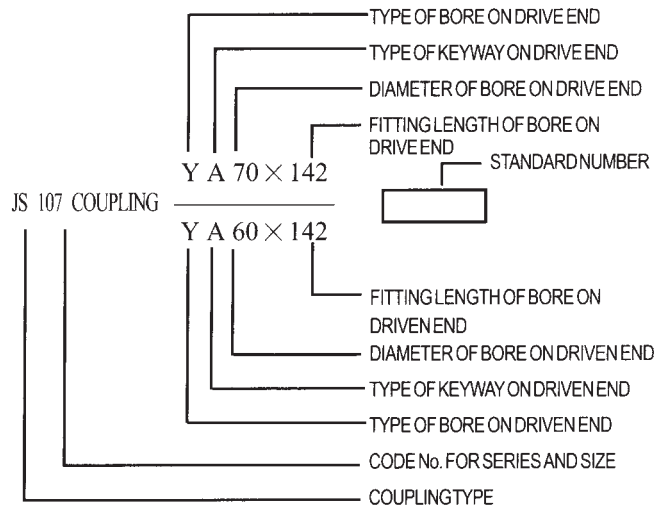 TYPE OF BORE ON DRIVE END
TYPE OF KEYWAY ON DRIVE END
DIAMETER OF BORE ON DRIVE END
FITTING LENGTH OF BORE ON
DRIVE END
STANDARD NUMBER
Y A 70 × 142
JS 107 COUPLING
Y A 60 × 142
FITTING LENGTH OF BORE ON
DRIVEN END
DIAMETER OF BORE ON DRIVEN END
TYPE OF KEYWAY ON DRIVEN END
TYPE OF BORE ON DRIVEN END
CODE No. FOR SERIES AND SIZE
COUPLING TYPE